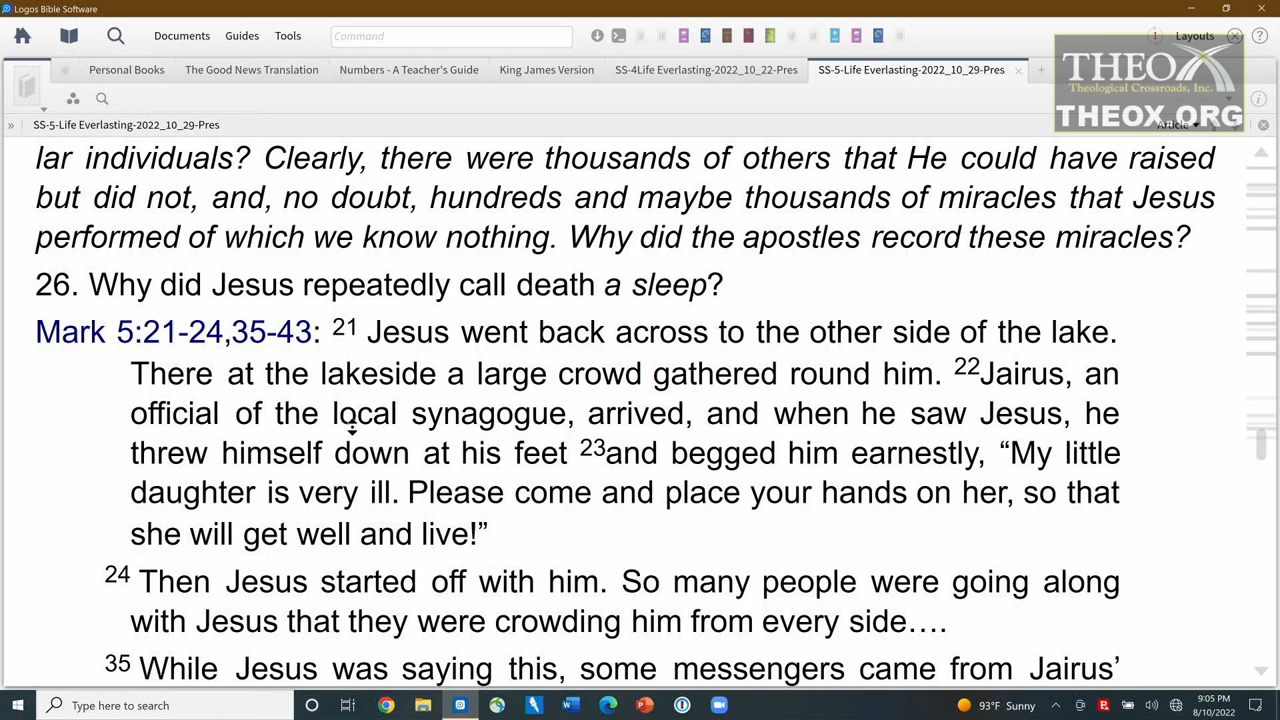 Logos Bible Software
Documents Guides Tools Command Layouts
Personal Books The Good News Translation Numbers - A Teacher's Guide King James Version SS-4Life Everlasting-2022_10_22-Pres SS-5-Life Everlasting-2022_10_29-Pres
THEOX
Theological Crossroads, Inc.
THEOX.ORG
» SS-5-Life Everlasting-2022_10_29-Pres Article
lar individuals? Clearly, there were thousands of others that He could have raised
but did not, and, no doubt, hundreds and maybe thousands of miracles that Jesus
performed of which we know nothing. Why did the apostles record these miracles?
26. Why did Jesus repeatedly call death a sleep?
Mark 5:21-24,35-43: 21 Jesus went back across to the other side of the lake.
There at the lakeside a large crowd gathered round him. 22Jairus, an
official of the local synagogue, arrived, and when he saw Jesus, he
threw himself down at his feet 23and begged him earnestly, “My little
daughter is very ill. Please come and place your hands on her, so that
she will get well and live!”
24 Then Jesus started off with him. So many people were going along
with Jesus that they were crowding him from every side….
35 While Jesus was saying this, some messengers came from Jairus’
Type here to search 93°F Sunny 9:05 PM
8/10/2022